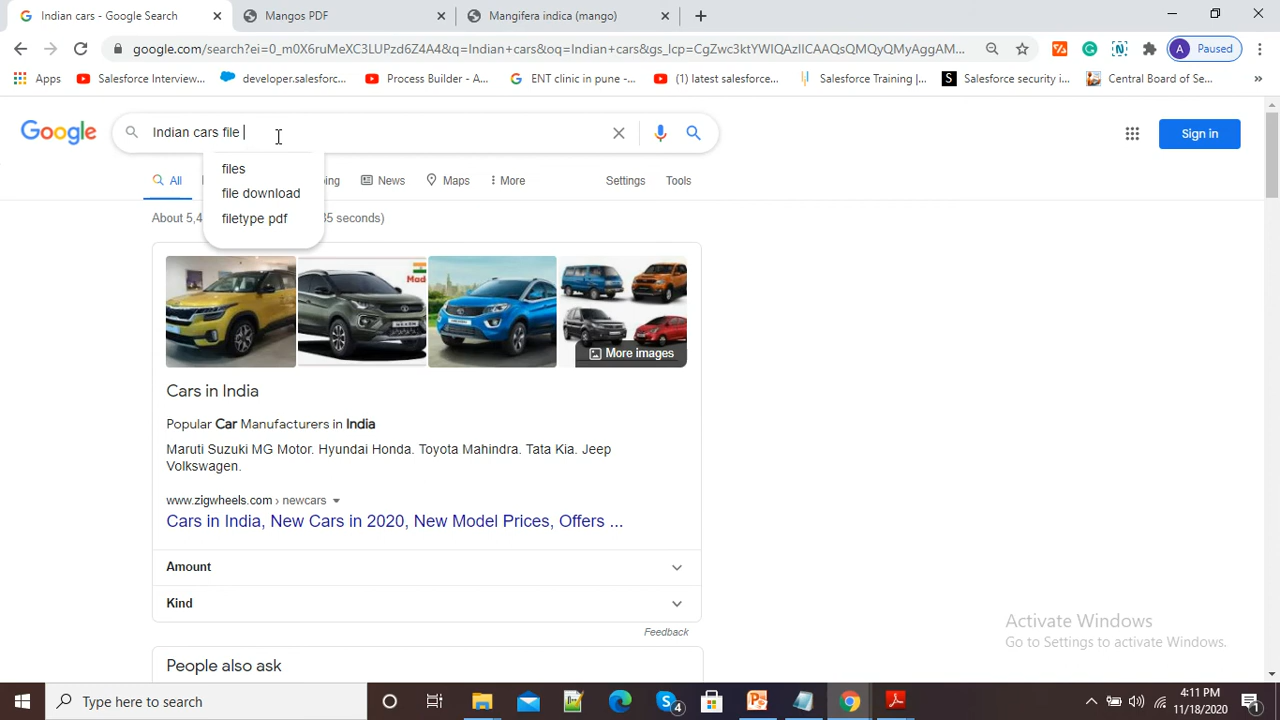 Indian cars - Google Search
Mangos PDF
Mangifera indica (mango)
google.com/search?ei=0_m0X6ruMeXC3LUPzd6Z4A4&q=Indian+cars&oq=Indian+cars&gs_lcp=CgZwc3ktYWIQAzIICAAQsQMQyQMyAggAM...
A Paused
Apps
Salesforce Interview...
developer.salesforc...
Process Builder - A...
ENT clinic in pune -...
(1) latest salesforce...
Salesforce Training |...
Salesforce security i...
Central Board of Se...
»
Google
Indian cars file
Sign in
files
file download
filetype pdf
All
News
Maps
More
Settings
Tools
About 5,4
seconds)
More images
Cars in India
Popular Car Manufacturers in India
Maruti Suzuki MG Motor. Hyundai Honda. Toyota Mahindra. Tata Kia. Jeep
Volkswagen.
www.zigwheels.com › newcars
Cars in India, New Cars in 2020, New Model Prices, Offers ...
Amount
Kind
Feedback
People also ask
Activate Windows
Go to Settings to activate Windows.
Type here to search
4
4:11 PM
11/18/2020
1